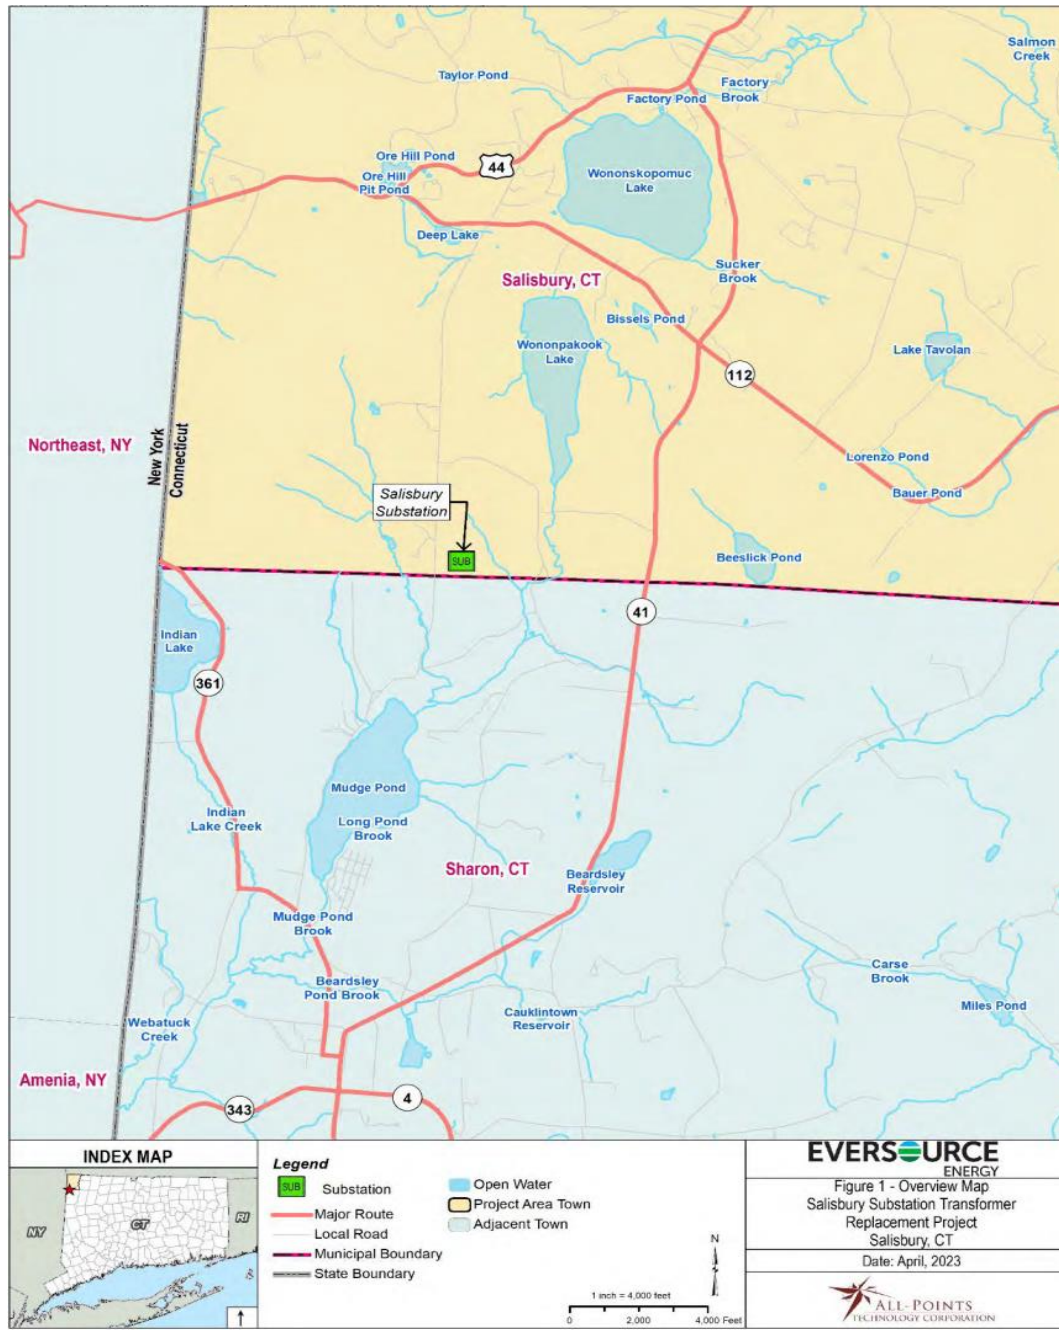 Taylor Pond
Salmon
Creek
Factory
Brook
Factory Pond
Ore Hill Pond
44
Ore Hill
Pit Pond
Wononskopomuc
Lake
Deep Lake
Sucker
Brook
Salisbury, CT
Bissels Pond
Wononpakook
Lake
Lake Tavolan
112
Northeast, NY
New York
Connecticut
Lorenzo Pond
Bauer Pond
Salisbury
Substation
SUB
Beeslick Pond
41
Indian
Lake
361
Mudge Pond
Indian
Lake Creek
Long Pond
Brook
Sharon, CT
Beardsley
Reservoir
Mudge Pond
Brook
Beardsley
Pond Brook
Carse
Brook
Cauklintown
Reservoir
Miles Pond
Webatuck
Creek
Amenia, NY
343
4
INDEX MAP
NY
CT
RI
Legend
SUB
Substation
Major Route
Local Road
Municipal Boundary
State Boundary
Open Water
Project Area Town
Adjacent Town
N
1 inch = 4,000 feet
0 2,000 4,000 Feet
EVERSOURCE
ENERGY
Figure 1 - Overview Map
Salisbury Substation Transformer
Replacement Project
Salisbury, CT
Date: April, 2023
ALL-POINTS
TECHNOLOGY CORPORATION